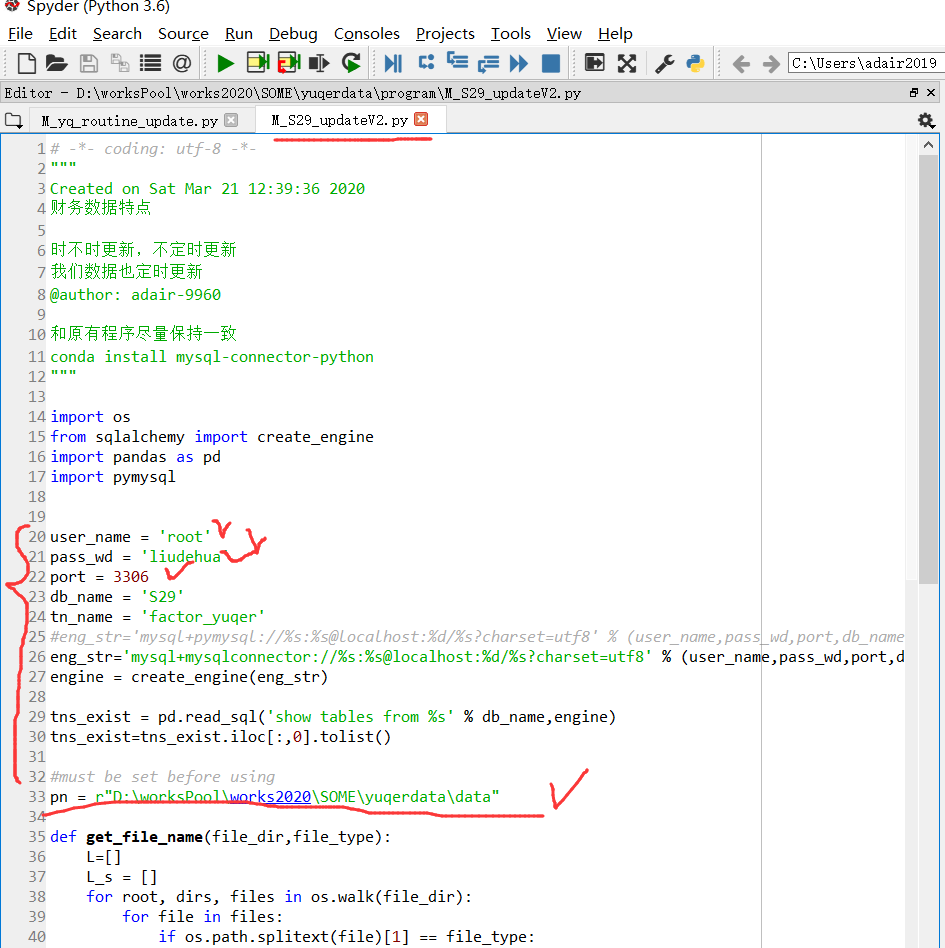 Spyder (Python 3.6)
File Edit Search Source Run Debug Consoles Projects Tools View Help
C:\Users\adair2019
Editor - D:\worksPool\works2020\SOME\yuqerdata\program\M_S29_updateV2.py
M_yq_routine_update.py M_S29_updateV2.py
1 # -*- coding: utf-8 -*-
2 """
3 Created on Sat Mar 21 12:39:36 2020
4 财务数据特点
5
6 时不时更新，不定时更新
7 我们数据也定时更新
8 @author: adair-9960
9
10 和原有程序尽量保持一致
11 conda install mysql-connector-python
12 """
13
14 import os
15 from sqlalchemy import create_engine
16 import pandas as pd
17 import pymysql
18
19
20 user_name = 'root'
21 pass_wd = 'liudehua
22 port = 3306
23 db_name = 'S29'
24 tn_name = 'factor_yuqer'
25 #eng_str='mysql+pymysql://%s:%s@localhost:%d/%s?charset=utf8' % (user_name,pass_wd,port,db_name
26 eng_str='mysql+mysqlconnector://%s:%s@localhost:%d/%s?charset=utf8' % (user_name,pass_wd,port,d
27 engine = create_engine(eng_str)
28
29 tns_exist = pd.read_sql('show tables from %s' % db_name,engine)
30 tns_exist=tns_exist.iloc[:,0].tolist()
31
32 #must be set before using
33 pn = r"D:\worksPool\works2020\SOME\yuqerdata\data"
34
35 def get_file_name(file_dir,file_type):
36 L=[]
37 L_s = []
38 for root, dirs, files in os.walk(file_dir):
39 for file in files:
40 if os.path.splitext(file)[1] == file_type: